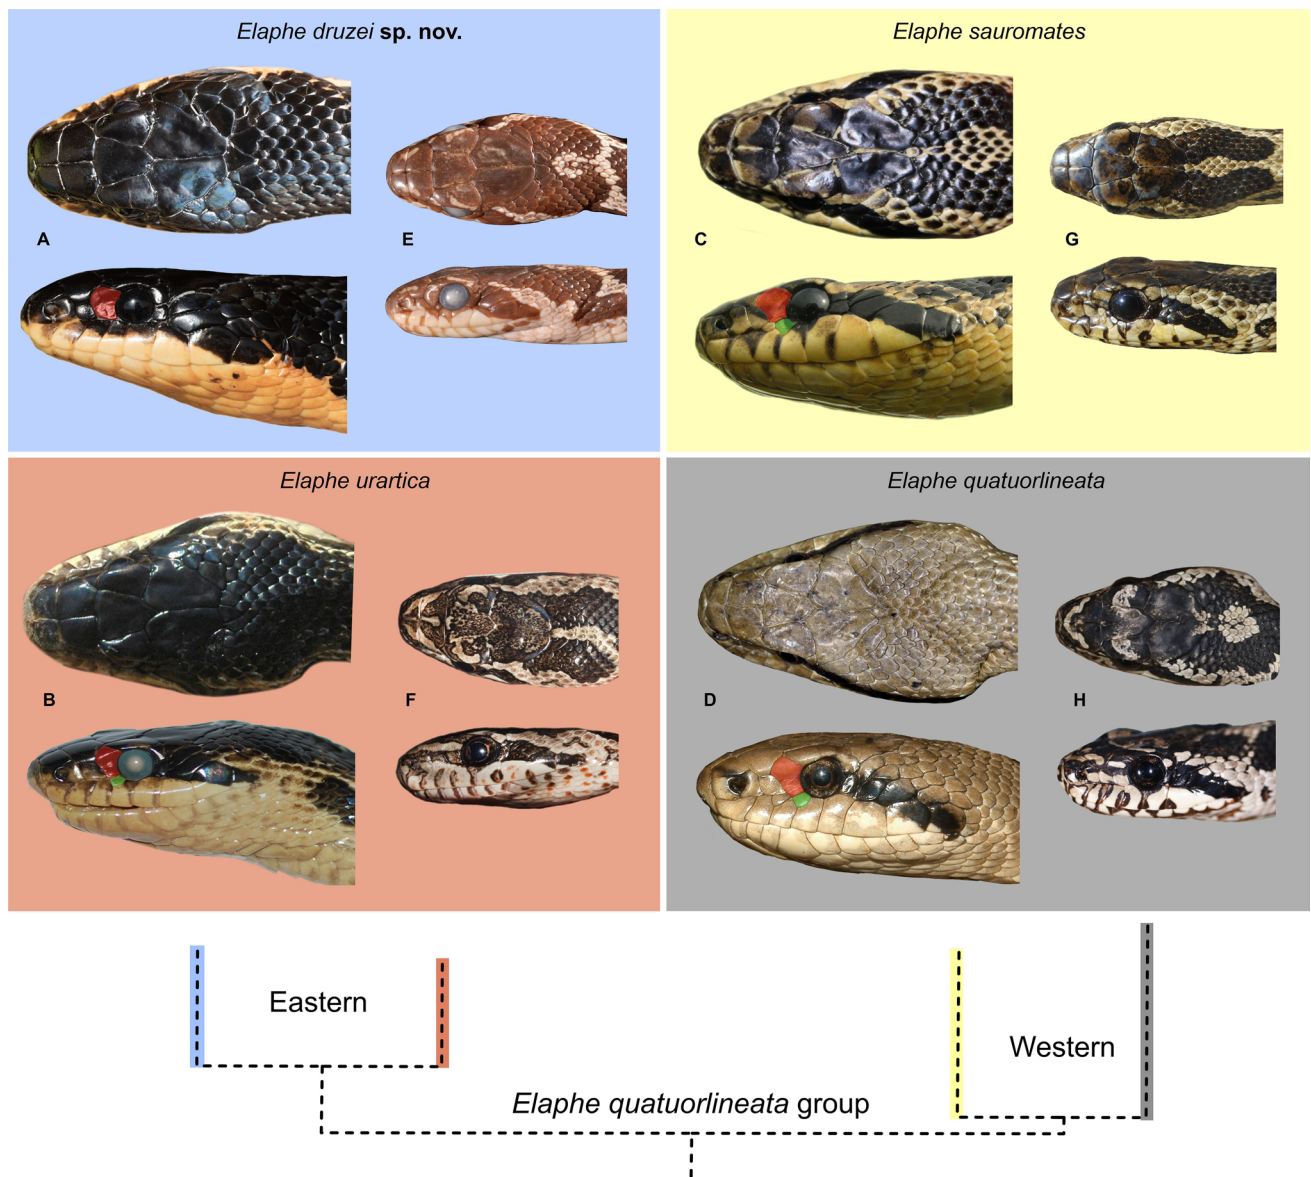 Elaphe druzei sp. nov.
A
E
Elaphe sauromates
C
G
Elaphe urartica
B
F
Elaphe quatuorlineata
D
H
Eastern
Western
Elaphe quatuorlineata group